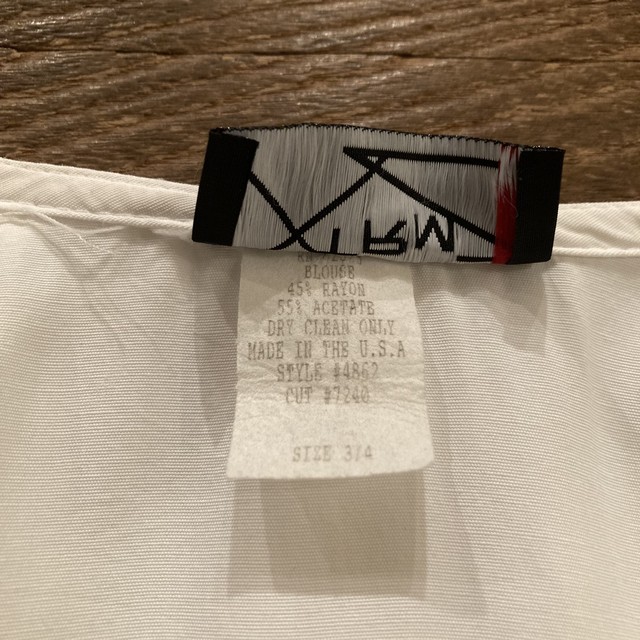 BLOUSE
45% RAYON
55% ACETATE
DRY CLEAN ONLY
MADE IN THE U.S.A
STYLE #4862
CUT #7240
SIZE 3/4